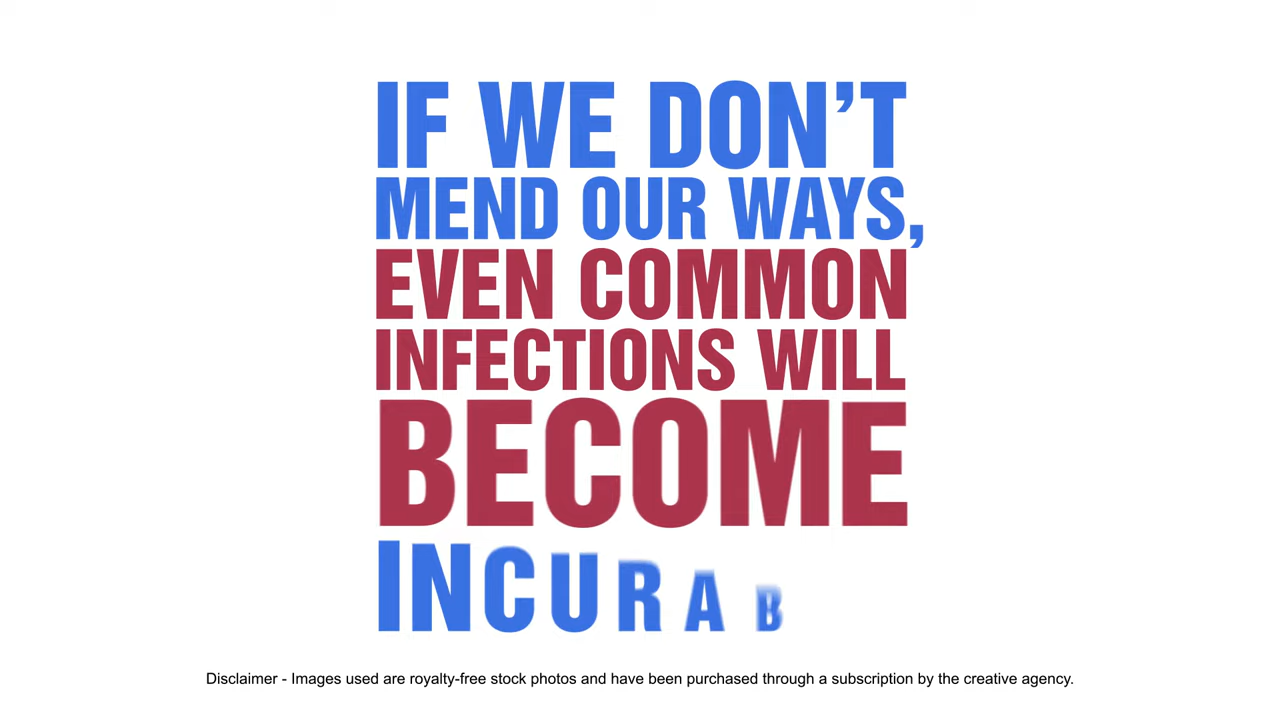 IF WE DON'T
MEND OUR WAYS,
EVEN COMMON
INFECTIONS WILL
BECOME
INCURAB
Disclaimer - Images used are royalty-free stock photos and have been purchased through a subscription by the creative agency.